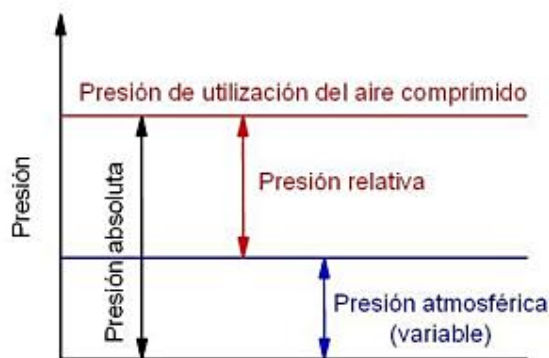 Presión de utilización del aire comprimido
Presión
Presión absoluta
Presión relativa
Presión atmosférica
(variable)